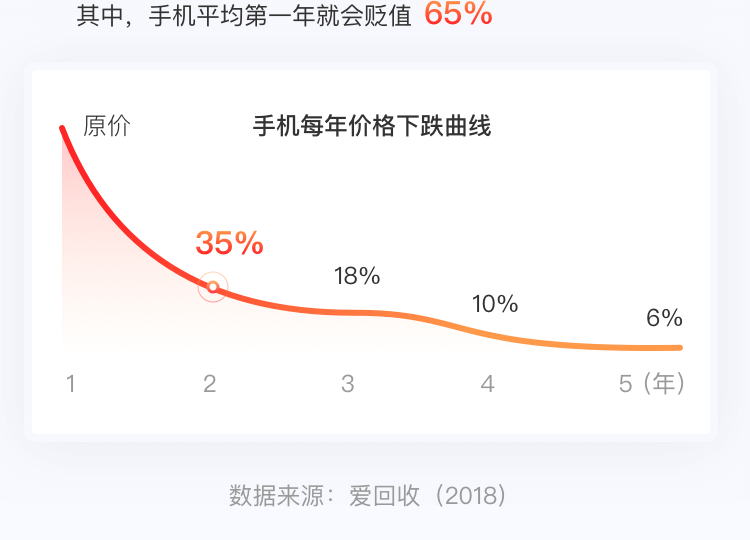 其中，手机平均第一年就会贬值 65%
原价
手机每年价格下跌曲线
35%
18%
10%
6%
1 2 3 4 5（年）
数据来源：爱回收（2018）